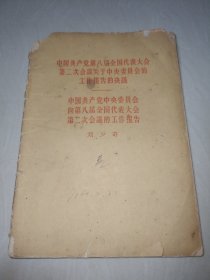 中国共产党第八届全国代表大会
第二次会议关于中央委员会的
工作报告的决议
中国共产党中央委员会
向第八届全国代表大会
第二次会议的工作报告
刘少奇